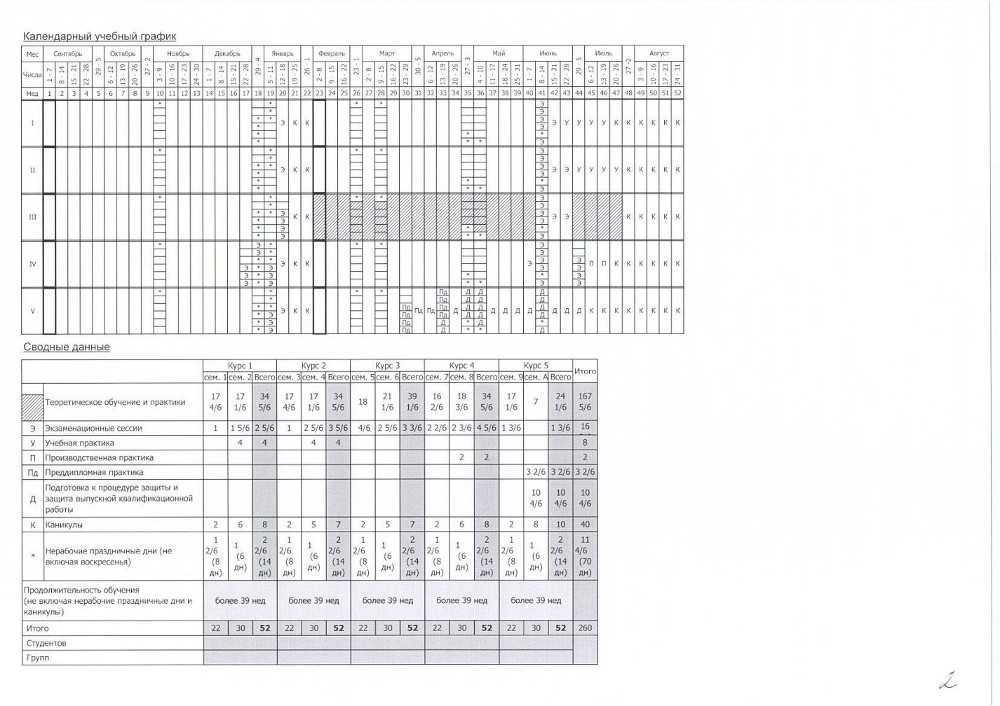 Календарный учебный график
Мес Сентябрь 29 - 5 Октябрь 27 - 2 Ноябрь Декабрь 29 - 4 Январь 26 - 1 Февраль 23 - 1 Март 30 - 5 Апрель 27 - 3 Май Июнь 29 - 5 Июль 27 -2 Август
Числа 1 - 7 8 - 14 15 - 21 22 - 28 6 - 12 13 - 19 20 - 26 3 - 9 10 - 16 17 - 23 24 - 30 1 - 7 8 - 14 15 - 21 22 - 28 5 - 11 12 - 18 19 - 25 2 - 8 9 - 15 16 - 22 2 - 8 9 - 15 16 - 22 23 - 29 6 - 12 13 - 19 20 - 26 4 - 10 11 - 17 18 - 24 25 - 31 1 - 7 8 - 14 15 - 21 22 - 28 6 - 12 13 - 19 20 - 26 3 - 9 10 - 16 17 - 23 24 - 31
Нед 1 2 3 4 5 6 7 8 9 10 11 12 13 14 15 16 17 18 19 20 21 22 23 24 25 26 27 28 29 30 31 32 33 34 35 36 37 38 39 40 41 42 43 44 45 46 47 48 49 50 51 52
* * * * Э
* Э
* * Э
I * Э К К Э Э У У У У К К К К К К
* * *
* * * Э
* * * * Э
* Э
* * Э
II * Э К К Э Э Э У У У У К К К К К
* * *
* * * Э
* * * * Э
* Э
* * Э Э
III * Э К К Э Э Э К К К К К
* Э * *
* Э * * Э
* Э * * * Э
Э * Э
* Э Э
IV Э * Э Э К К Э Э Э П П К К К К К К
Э * Э * * Э
Э * Э * * Э
* * * * Пд Д Д Д
* Пд Д Д Д
* * Пд Пд Д Д Д
V * Э Э К К Пд Пд Пд Пд Д Д Д Д Д Д Д Д Д Д Д К К К К К К К К
* Э Пд Д * Д *
* Э Пд Д * * Д
Сводные данные
Курс 1 Курс 2 Курс 3 Курс 4 Курс 5 Итого
сем. 1 сем. 2 Всего сем. 3 сем. 4 Всего сем. 5 сем. 6 Всего сем. 7 сем. 8 Всего сем. 9 сем. A Всего
Теоретическое обучение и практики 17 4/6 17 1/6 34 5/6 17 4/6 17 1/6 34 5/6 18 21 1/6 39 1/6 16 2/6 18 3/6 34 5/6 17 1/6 7 24 1/6 167 5/6
Э Экзаменационные сессии 1 1 5/6 2 5/6 1 2 5/6 3 5/6 4/6 2 5/6 3 3/6 2 2/6 2 3/6 4 5/6 1 3/6 1 3/6 16
У Учебная практика 4 4 4 4 8
П Производственная практика 2 2 2
Пд Преддипломная практика 3 2/6 3 2/6 3 2/6
Подготовка к процедуре защиты и
Д защита выпускной квалификационной 10 4/6 10 4/6 10 4/6
работы
К Каникулы 2 6 8 2 5 7 2 5 7 2 6 8 2 8 10 40
* Нерабочие праздничные дни (не включая воскресенья) 1 2/6 (8 дн) 1 (6 дн) 2 2/6 (14 дн) 1 2/6 (8 дн) 1 (6 дн) 2 2/6 (14 дн) 1 2/6 (8 дн) 1 (6 дн) 2 2/6 (14 дн) 1 2/6 (8 дн) 1 (6 дн) 2 2/6 (14 дн) 1 2/6 (8 дн) 1 (6 дн) 2 2/6 (14 дн) 11 4/6 (70 дн)
Продолжительность обучения
(не включая нерабочие праздничные дни и более 39 нед более 39 нед более 39 нед более 39 нед более 39 нед
каникулы)
Итого 22 30 52 22 30 52 22 30 52 22 30 52 22 30 52 260
Студентов
Групп
2